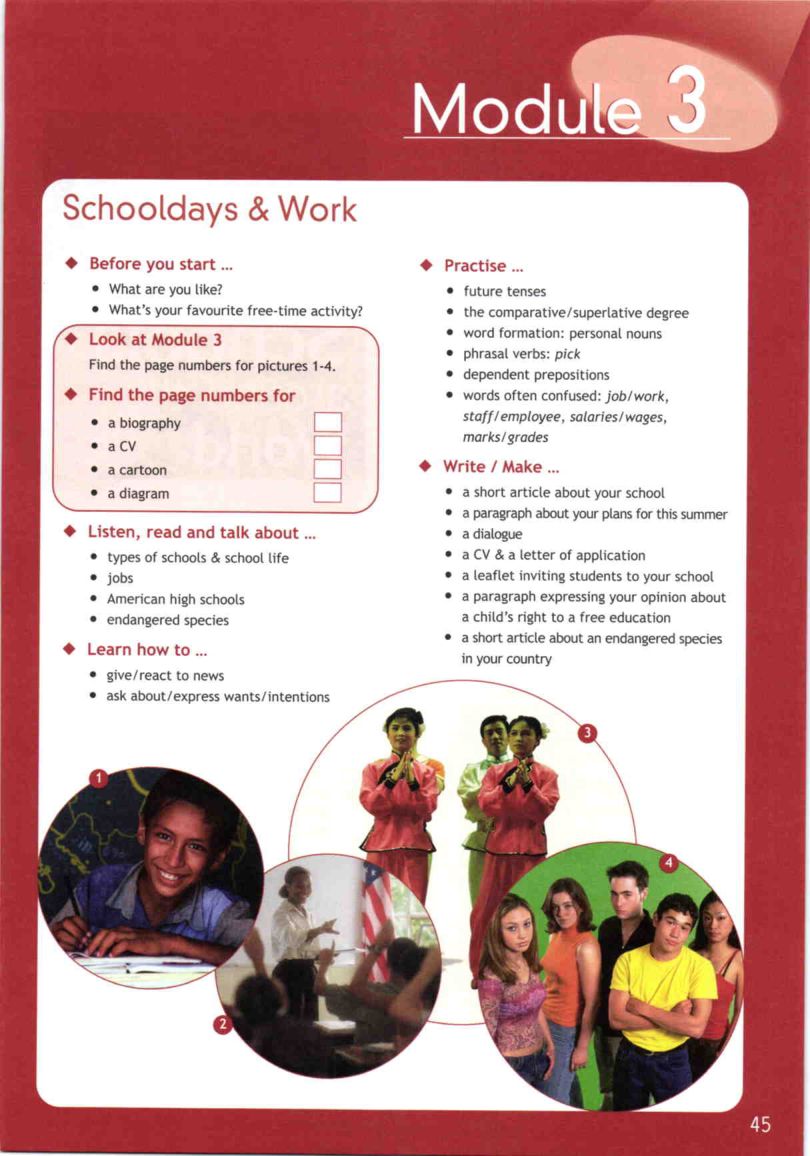 Module 3
Schooldays & Work
◆ Before you start ...
• What are you like?
• What's your favourite free-time activity?
◆ Look at Module 3
Find the page numbers for pictures 1-4.
◆ Find the page numbers for
• a biography
• a CV
• a cartoon
• a diagram
◆ Listen, read and talk about ...
• types of schools & school life
• jobs
• American high schools
• endangered species
◆ Learn how to ...
• give/react to news
• ask about/express wants/intentions
◆ Practise ...
• future tenses
• the comparative/superlative degree
• word formation: personal nouns
• phrasal verbs: pick
• dependent prepositions
• words often confused: job/work,
staff/employee, salaries/wages,
marks/grades
◆ Write / Make ...
• a short article about your school
• a paragraph about your plans for this summer
• a dialogue
• a CV & a letter of application
• a leaflet inviting students to your school
• a paragraph expressing your opinion about
a child's right to a free education
• a short article about an endangered species
in your country
1
2
3
4
45